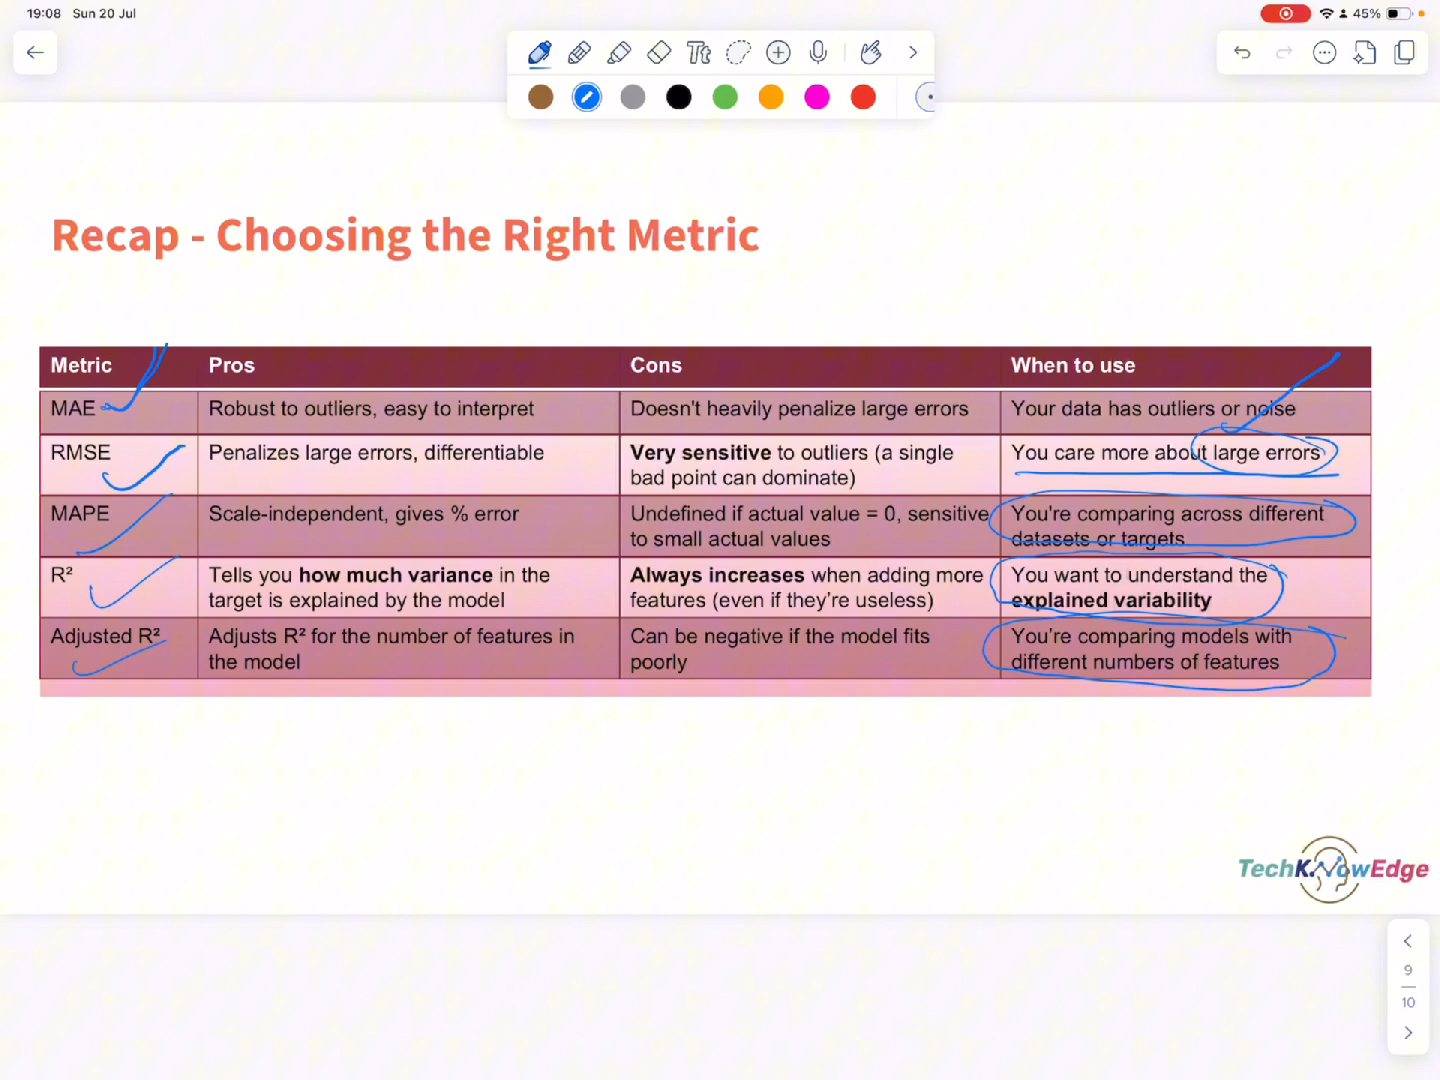 19:08 Sun 20 Jul
45%
Tt
Recap - Choosing the Right Metric
Metric Pros Cons When to use
MAE Robust to outliers, easy to interpret Doesn't heavily penalize large errors Your data has outliers or noise
RMSE Penalizes large errors, differentiable Very sensitive to outliers (a single You care more about large errors
bad point can dominate)
MAPE Scale-independent, gives % error Undefined if actual value = 0, sensitive You're comparing across different
to small actual values datasets or targets
R² Tells you how much variance in the Always increases when adding more You want to understand the
target is explained by the model features (even if they're useless) explained variability
Adjusted R² Adjusts R² for the number of features in Can be negative if the model fits You're comparing models with
the model poorly different numbers of features
TechKnowEdge
9
10